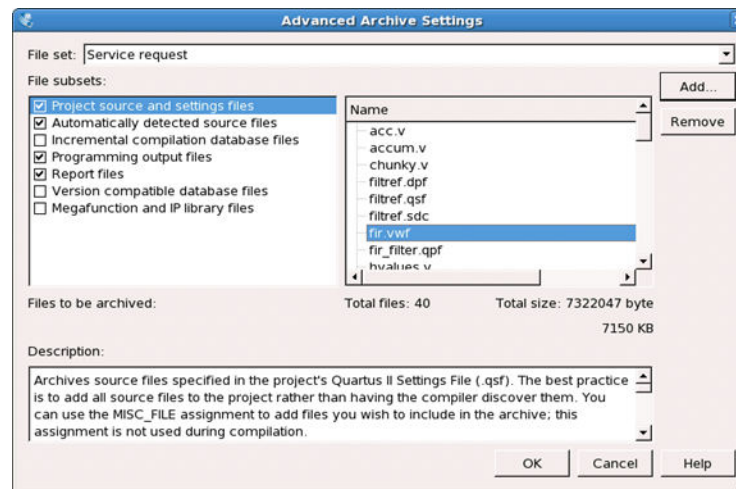 Advanced Archive Settings
File set: Service request
File subsets:
Add...
Project source and settings files
Automatically detected source files
Incremental compilation database files
Programming output files
Report files
Version compatible database files
Megafunction and IP library files
Name
acc.v
accum.v
chunky.v
filtref.dpf
filtref.qsf
filtref.sdc
fir.vwf
fir_filter.qpf
hvalues.v
Remove
Files to be archived:
Total files: 40
Total size: 7322047 byte
7150 KB
Description:
Archives source files specified in the project's Quartus II Settings File (.qsf). The best practice
is to add all source files to the project rather than having the compiler discover them. You
can use the MISC_FILE assignment to add files you wish to include in the archive; this
assignment is not used during compilation.
OK
Cancel
Help